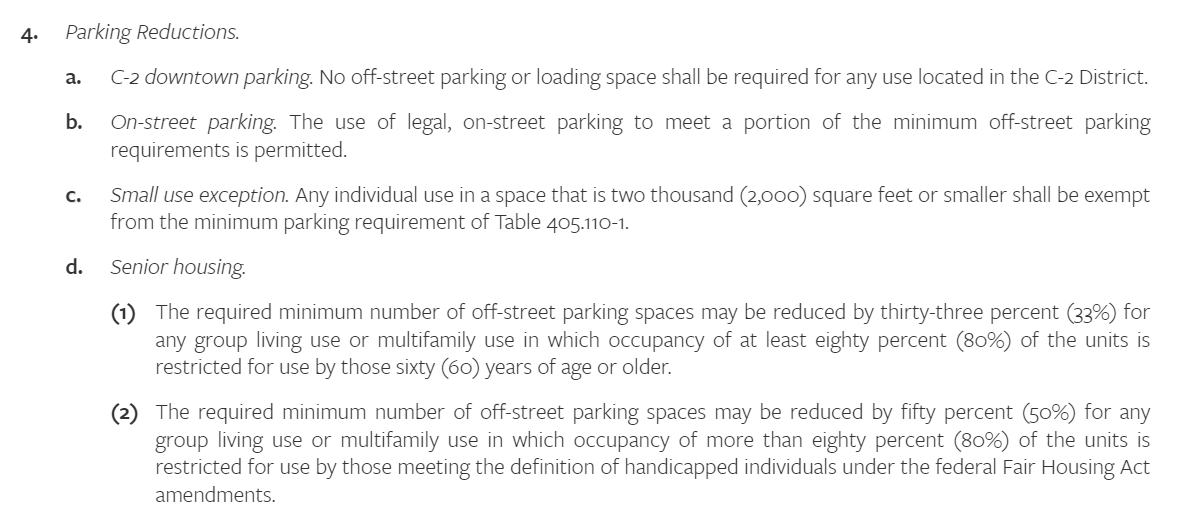 4. Parking Reductions.
a. C-2 downtown parking. No off-street parking or loading space shall be required for any use located in the C-2 District.
b. On-street parking. The use of legal, on-street parking to meet a portion of the minimum off-street parking
requirements is permitted.
c. Small use exception. Any individual use in a space that is two thousand (2,000) square feet or smaller shall be exempt
from the minimum parking requirement of Table 405.110-1.
d. Senior housing.
(1) The required minimum number of off-street parking spaces may be reduced by thirty-three percent (33%) for
any group living use or multifamily use in which occupancy of at least eighty percent (80%) of the units is
restricted for use by those sixty (60) years of age or older.
(2) The required minimum number of off-street parking spaces may be reduced by fifty percent (50%) for any
group living use or multifamily use in which occupancy of more than eighty percent (80%) of the units is
restricted for use by those meeting the definition of handicapped individuals under the federal Fair Housing Act
amendments.